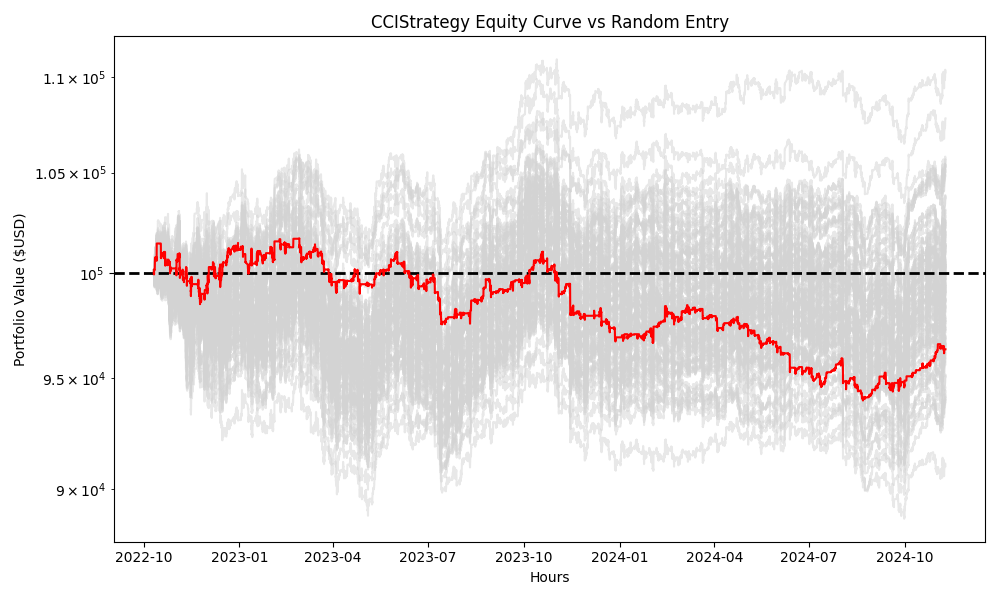 CCIStrategy Equity Curve vs Random Entry
Portfolio Value ($USD)
1.1 × 10⁵
1.05 × 10⁵
10⁵
9.5 × 10⁴
9 × 10⁴
2022-10 2023-01 2023-04 2023-07 2023-10 2024-01 2024-04 2024-07 2024-10
Hours